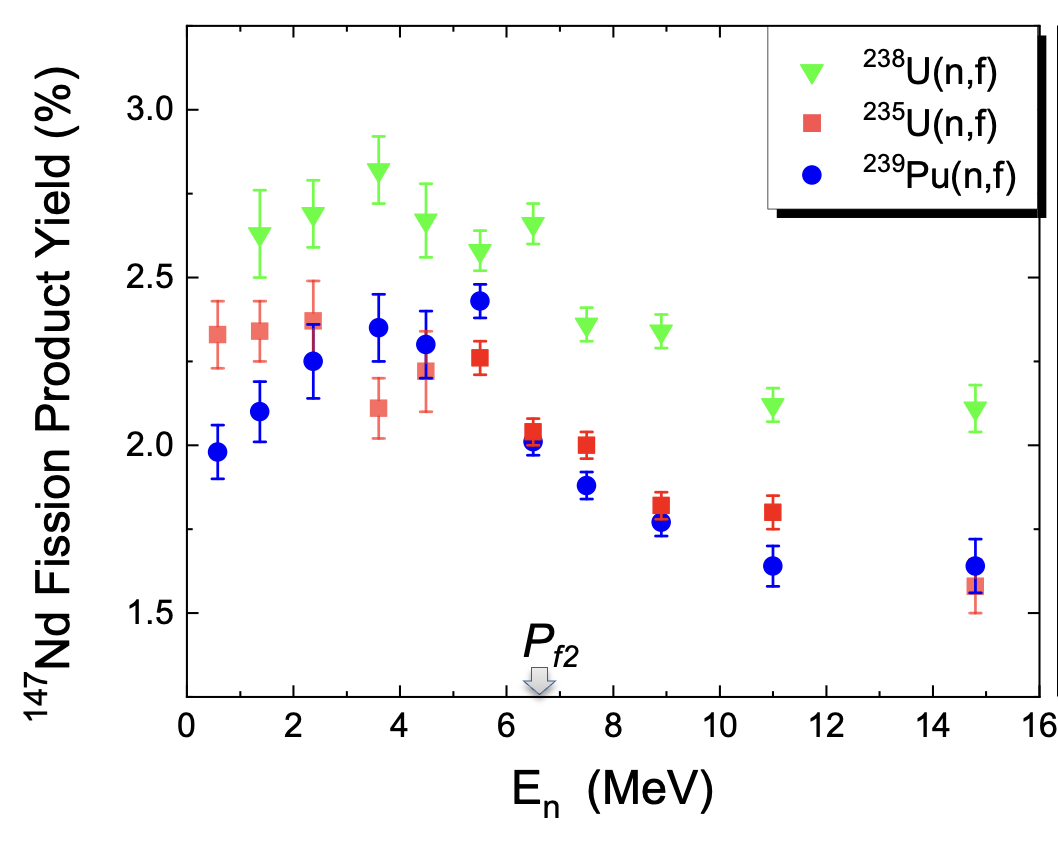 ²³⁸U(n,f)
²³⁵U(n,f)
²³⁹Pu(n,f)
¹⁴⁷Nd Fission Product Yield (%)
3.0
2.5
2.0
1.5
P_f2
0 2 4 6 8 10 12 14 16
E_n (MeV)